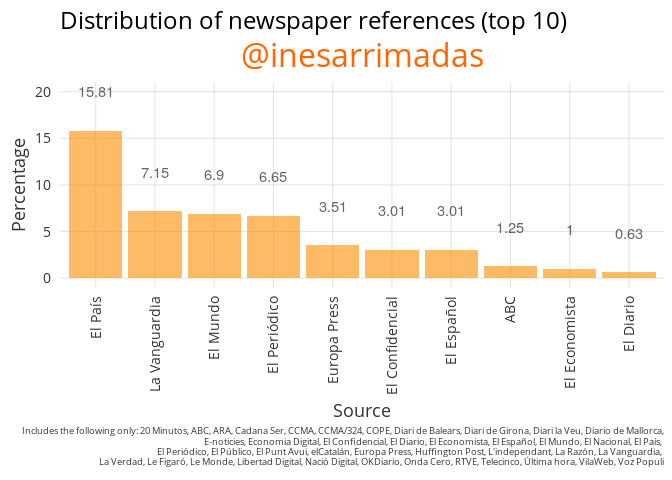 Distribution of newspaper references (top 10)
@inesarrimadas
20
15
10
5
0
Percentage
15.81
7.15
6.9
6.65
3.51
3.01
3.01
1.25
1
0.63
El País
La Vanguardia
El Mundo
El Periódico
Europa Press
El Confidencial
El Español
ABC
El Economista
El Diario
Source
Includes the following only: 20 Minutos, ABC, ARA, Cadana Ser, CCMA, CCMA/324, COPE, Diari de Balears, Diari de Girona, Diari la Veu, Diario de Mallorca,
E-noticies, Economia Digital, El Confidencial, El Diario, El Economista, El Español, El Mundo, El Nacional, El País,
El Periódico, El Público, El Punt Avui, elCatalán, Europa Press, Huffington Post, L'independant, La Razón, La Vanguardia,
La Verdad, Le Figaró, Le Monde, Libertad Digital, Nació Digital, OKDiario, Onda Cero, RTVE, Telecinco, Última hora, VilaWeb, Voz Populi